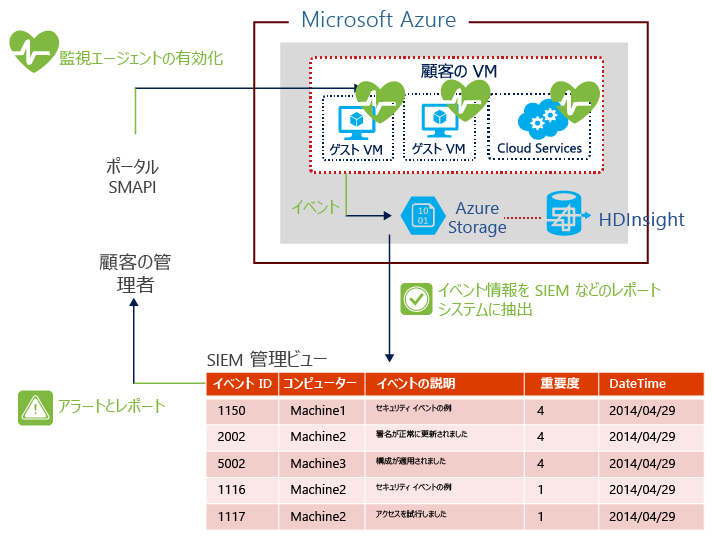 Microsoft Azure
監視エージェントの有効化
顧客の VM
ゲスト VM
ゲスト VM
Cloud Services
ポータル
SMAPI
イベント
10
01
Azure
Storage
HDInsight
顧客の管
理者
イベント情報を SIEM などのレポート
システムに抽出
SIEM 管理ビュー
アラートとレポート
イベント ID コンピューター イベントの説明 重要度 DateTime
1150 Machine1 セキュリティ イベントの例 4 2014/04/29
2002 Machine2 署名が正常に更新されました 4 2014/04/29
5002 Machine3 構成が適用されました 4 2014/04/29
1116 Machine2 セキュリティ イベントの例 1 2014/04/29
1117 Machine2 アクセスを試行しました 1 2014/04/29